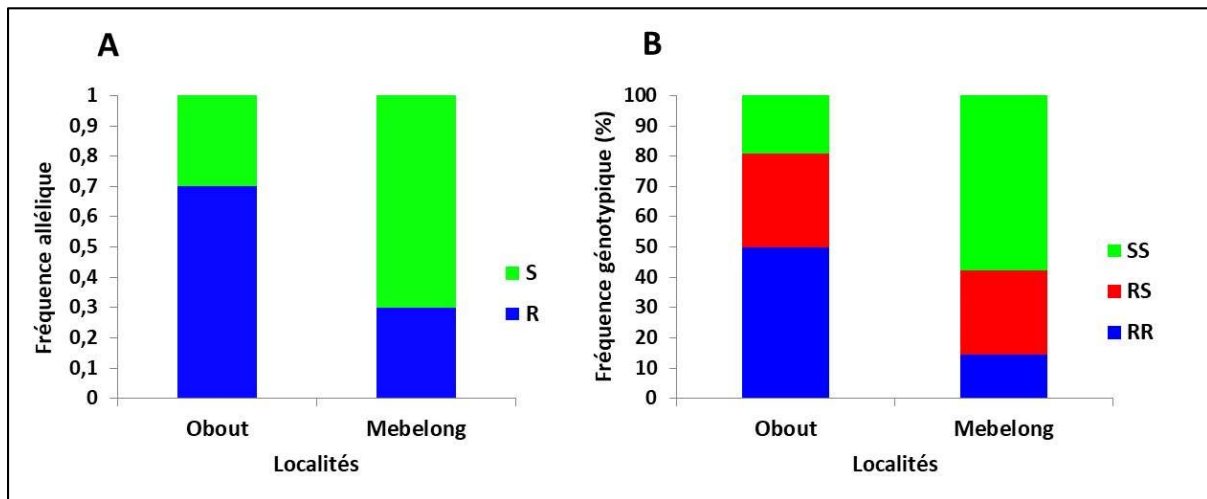 A
Fréquence allélique
1
0,9
0,8
0,7
0,6
0,5
0,4
0,3
0,2
0,1
0
Obout
Mebelong
Localités
S
R
B
Fréquence génotypique (%)
100
90
80
70
60
50
40
30
20
10
0
Obout
Mebelong
Localités
SS
RS
RR